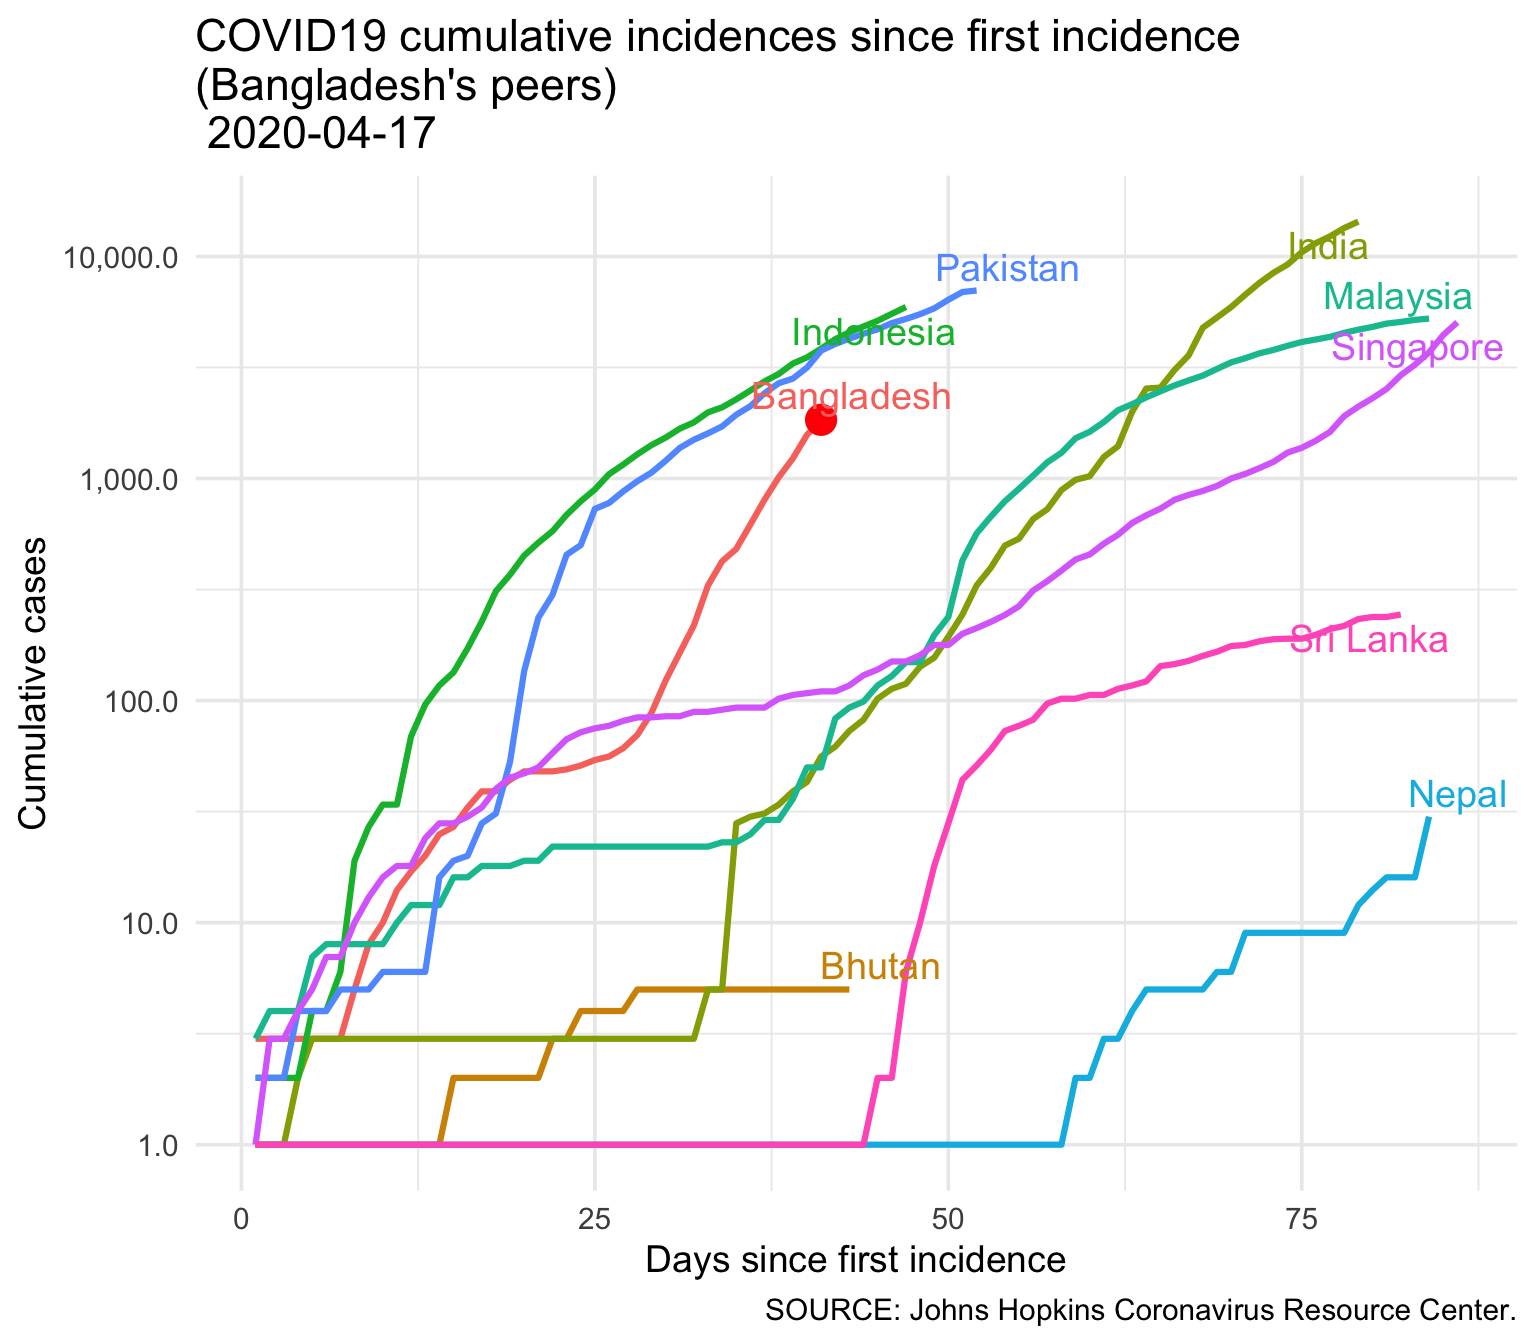 COVID19 cumulative incidences since first incidence
(Bangladesh's peers)
2020-04-17
10,000.0
1,000.0
100.0
10.0
1.0
Cumulative cases
Pakistan
India
Malaysia
Indonesia
Singapore
Bangladesh
Sri Lanka
Nepal
Bhutan
0
25
50
75
Days since first incidence
SOURCE: Johns Hopkins Coronavirus Resource Center.